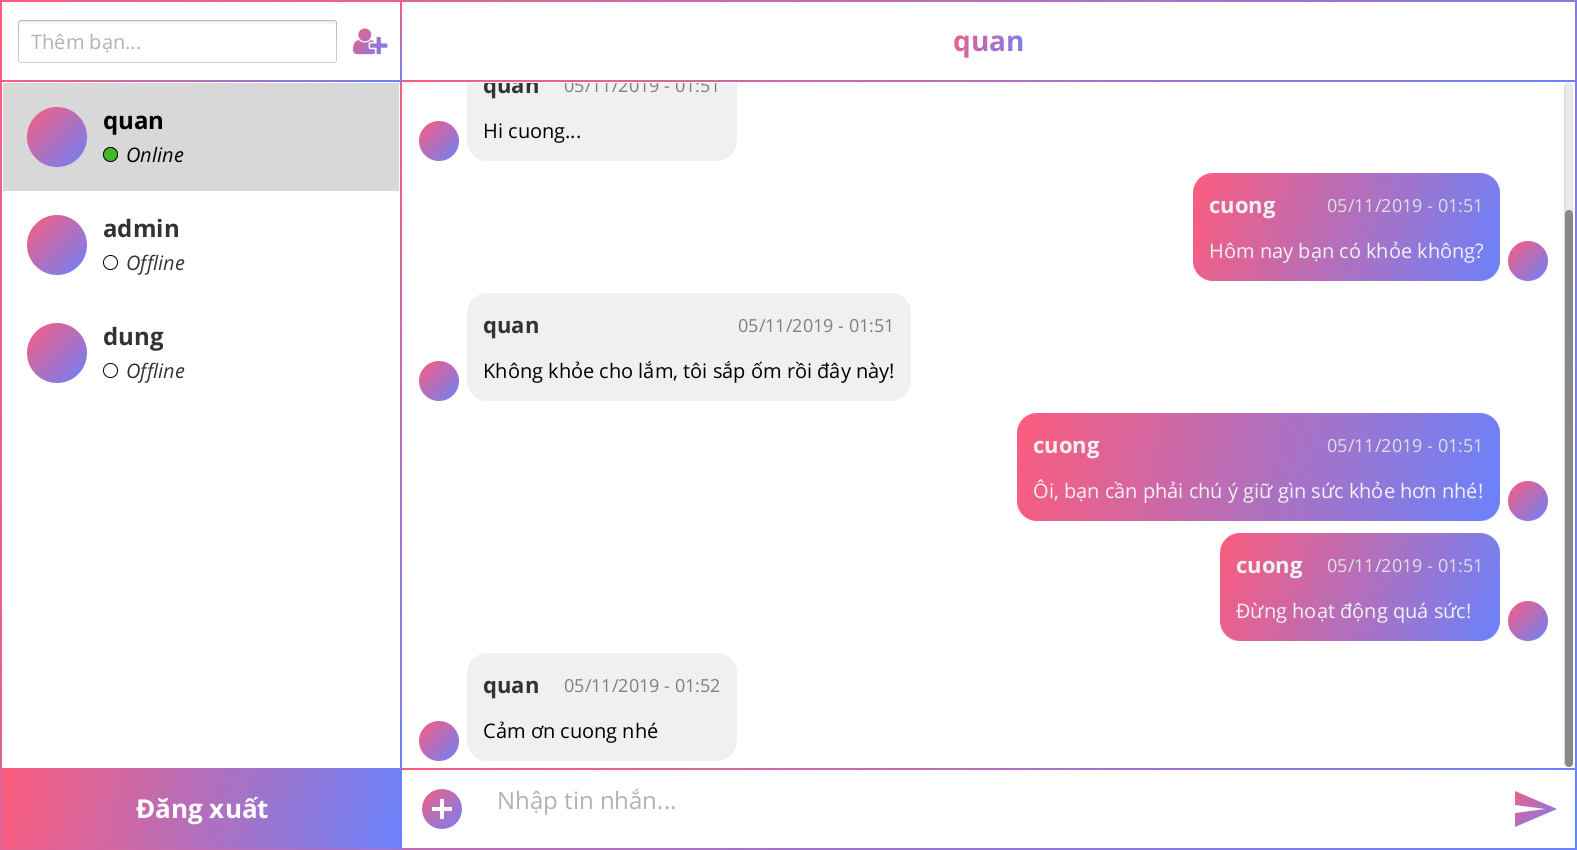 Thêm bạn...
quan
Online
admin
Offline
dung
Offline
Đăng xuất
quan
quan 05/11/2019 - 01:51
Hi cuong...
cuong 05/11/2019 - 01:51
Hôm nay bạn có khỏe không?
quan 05/11/2019 - 01:51
Không khỏe cho lắm, tôi sắp ốm rồi đây này!
cuong 05/11/2019 - 01:51
Ôi, bạn cần phải chú ý giữ gìn sức khỏe hơn nhé!
cuong 05/11/2019 - 01:51
Đừng hoạt động quá sức!
quan 05/11/2019 - 01:52
Cảm ơn cuong nhé
Nhập tin nhắn...